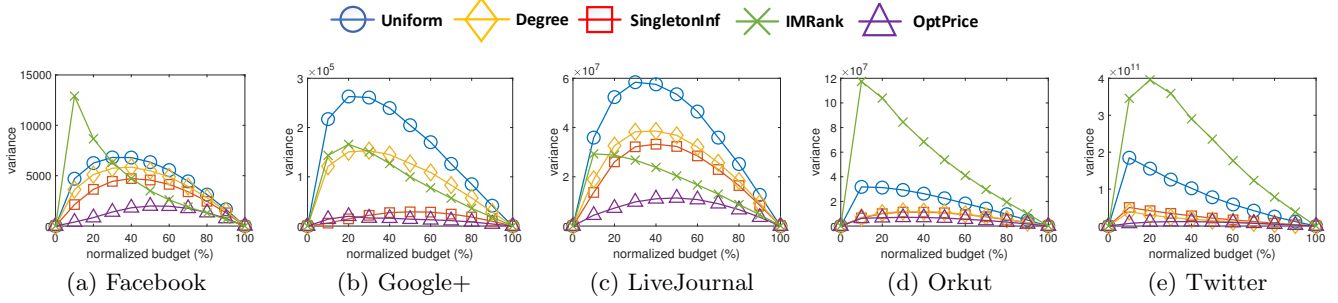 Uniform Degree SingletonInf IMRank OptPrice
15000
10000
5000
0
variance
0 20 40 60 80 100
normalized budget (%)
(a) Facebook
×10^5
3
2
1
0
variance
0 20 40 60 80 100
normalized budget (%)
(b) Google+
×10^7
6
4
2
0
variance
0 20 40 60 80 100
normalized budget (%)
(c) LiveJournal
×10^7
12
10
8
6
4
2
0
variance
0 20 40 60 80 100
normalized budget (%)
(d) Orkut
×10^11
4
3
2
1
0
variance
0 20 40 60 80 100
normalized budget (%)
(e) Twitter